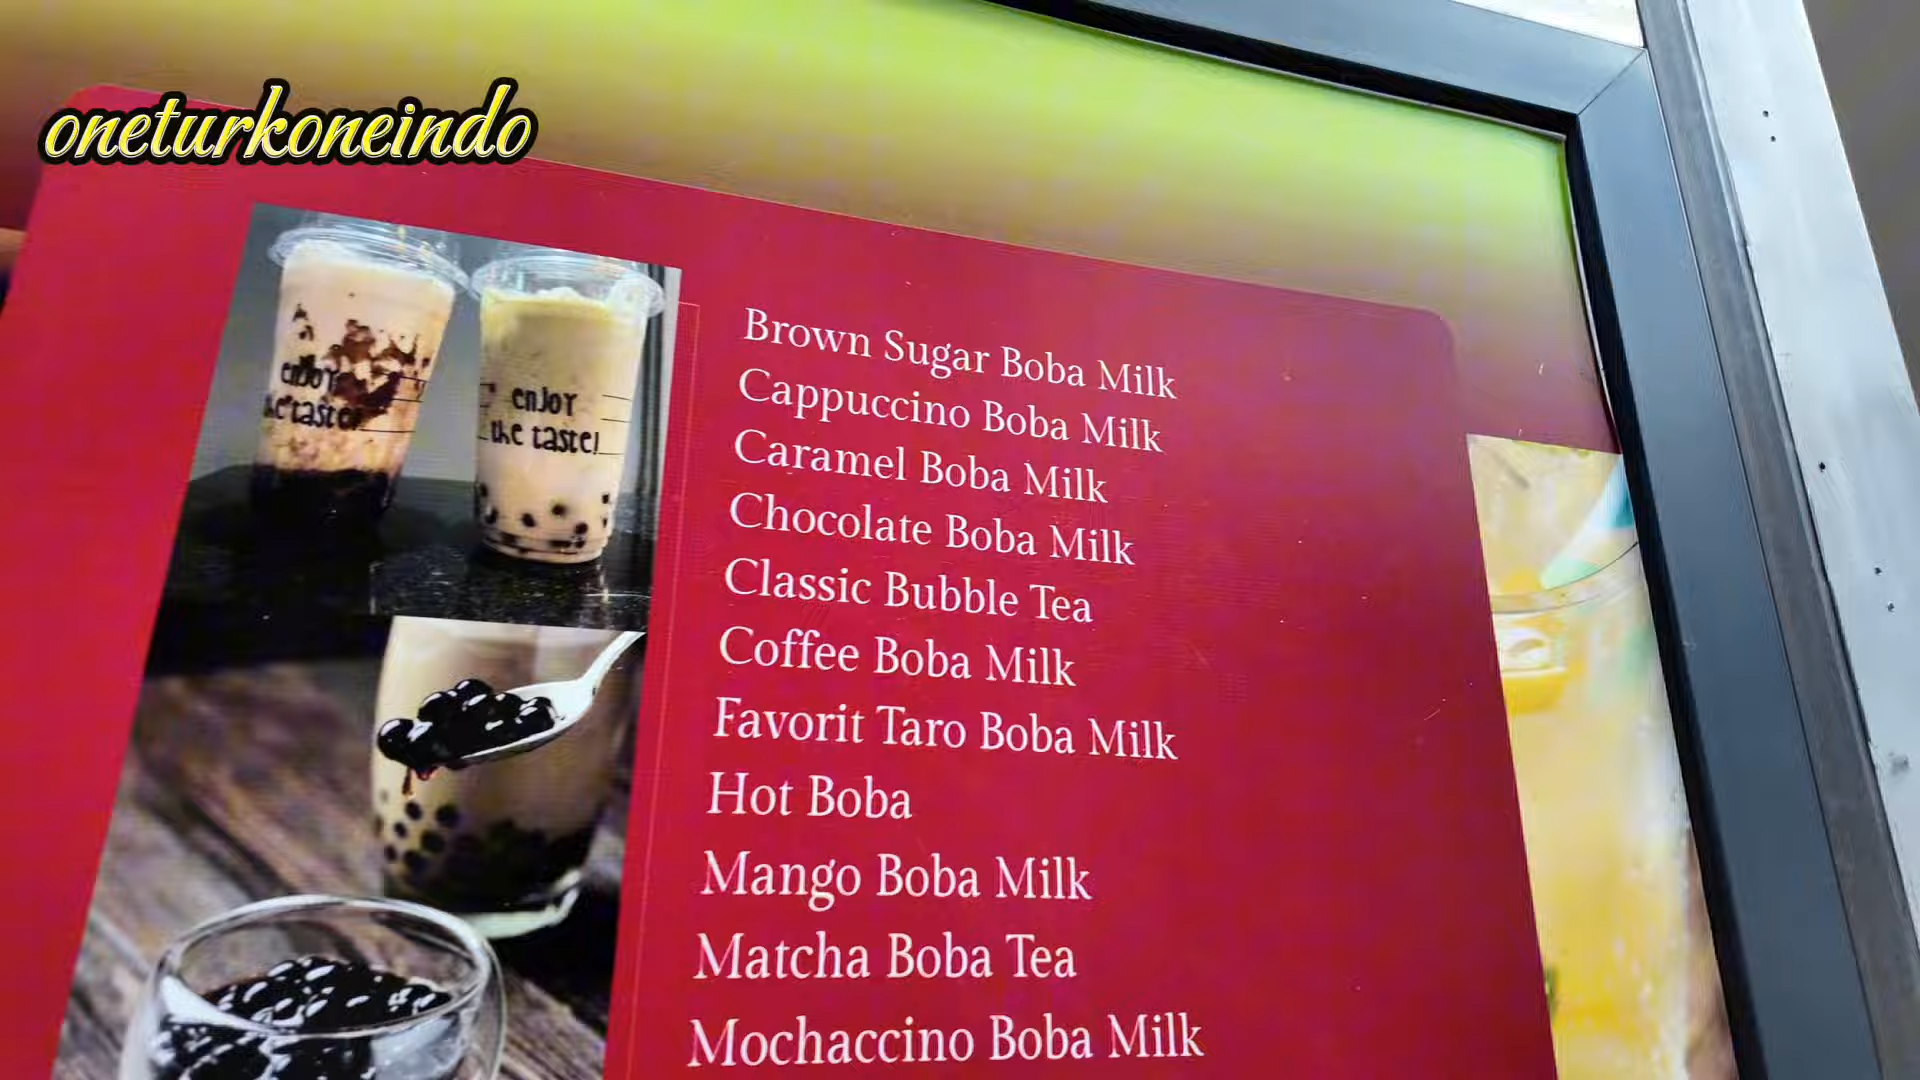 oneturkoneindo
enjoy
the taste!
enjoy
the taste!
Brown Sugar Boba Milk
Cappuccino Boba Milk
Caramel Boba Milk
Chocolate Boba Milk
Classic Bubble Tea
Coffee Boba Milk
Favorit Taro Boba Milk
Hot Boba
Mango Boba Milk
Matcha Boba Tea
Mochaccino Boba Milk